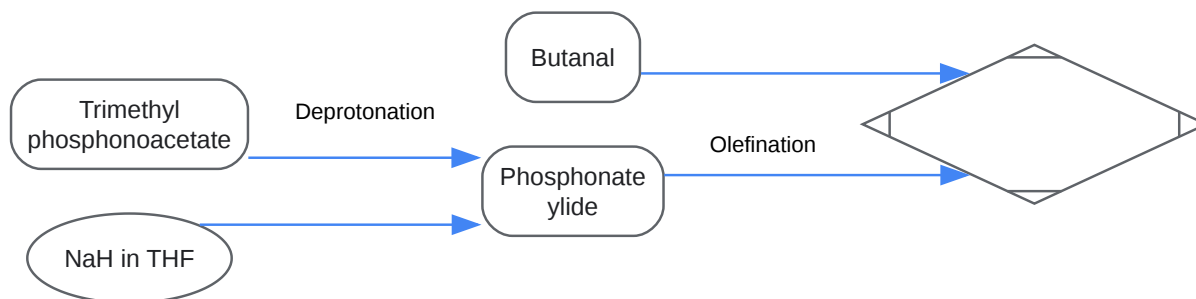 Butanal
Trimethyl
phosphonoacetate
Deprotonation
Olefination
Phosphonate
ylide
NaH in THF